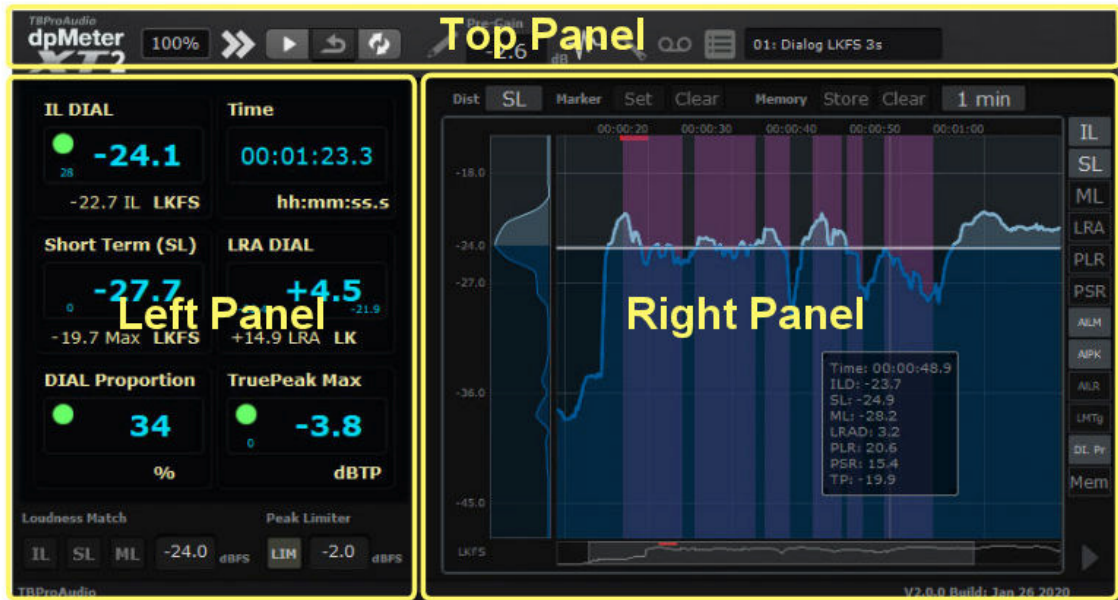 TBProAudio
dpMeter
XT2
100%
Pre-Gain
-2.6
dB
01: Dialog LKFS 3s
Top Panel
IL DIAL
Time
28
-24.1
00:01:23.3
-22.7 IL LKFS
hh:mm:ss.s
Short Term (SL)
LRA DIAL
0
-27.7
+4.5
-21.9
Left Panel
-19.7 Max LKFS
+14.9 LRA LK
DIAL Proportion
TruePeak Max
34
0
-3.8
%
dBTP
Loudness Match
Peak Limiter
IL SL ML -24.0 dBFS
LIM -2.0 dBFS
TBProAudio
Dist SL Marker Set Clear Memory Store Clear 1 min
00:00:20 00:00:30 00:00:40 00:00:50 00:01:00
-18.0
-24.0
-27.0
-36.0
-45.0
LKFS
Right Panel
Time: 00:00:48.9
ILD: -23.7
SL: -24.9
ML: -28.2
LRAD: 3.2
PLR: 20.6
PSR: 15.4
TP: -19.9
IL
SL
ML
LRA
PLR
PSR
AILM
AIPK
AILR
LMTg
DI. Pr
Mem
V2.0.0 Build: Jan 26 2020